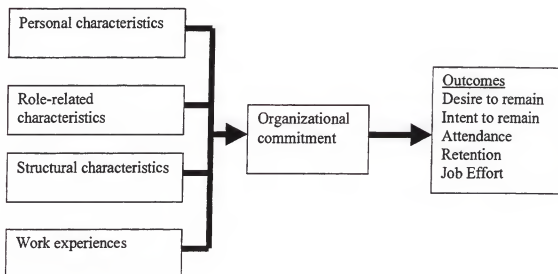 Personal characteristics
Role-related
characteristics
Structural characteristics
Work experiences
Organizational
commitment
Outcomes
Desire to remain
Intent to remain
Attendance
Retention
Job Effort